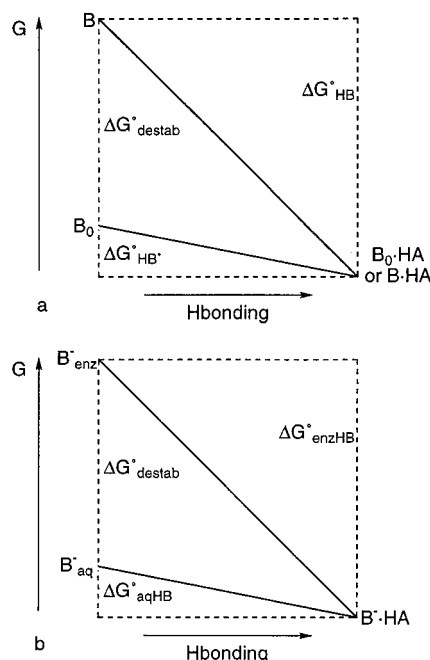 G
B
ΔG°HB
ΔG°destab
B0
ΔG°HB'
B0·HA
or B·HA
a
Hbonding
G
B-enz
ΔG°enzHB
ΔG°destab
B-aq
ΔG°aqHB
B-·HA
b
Hbonding